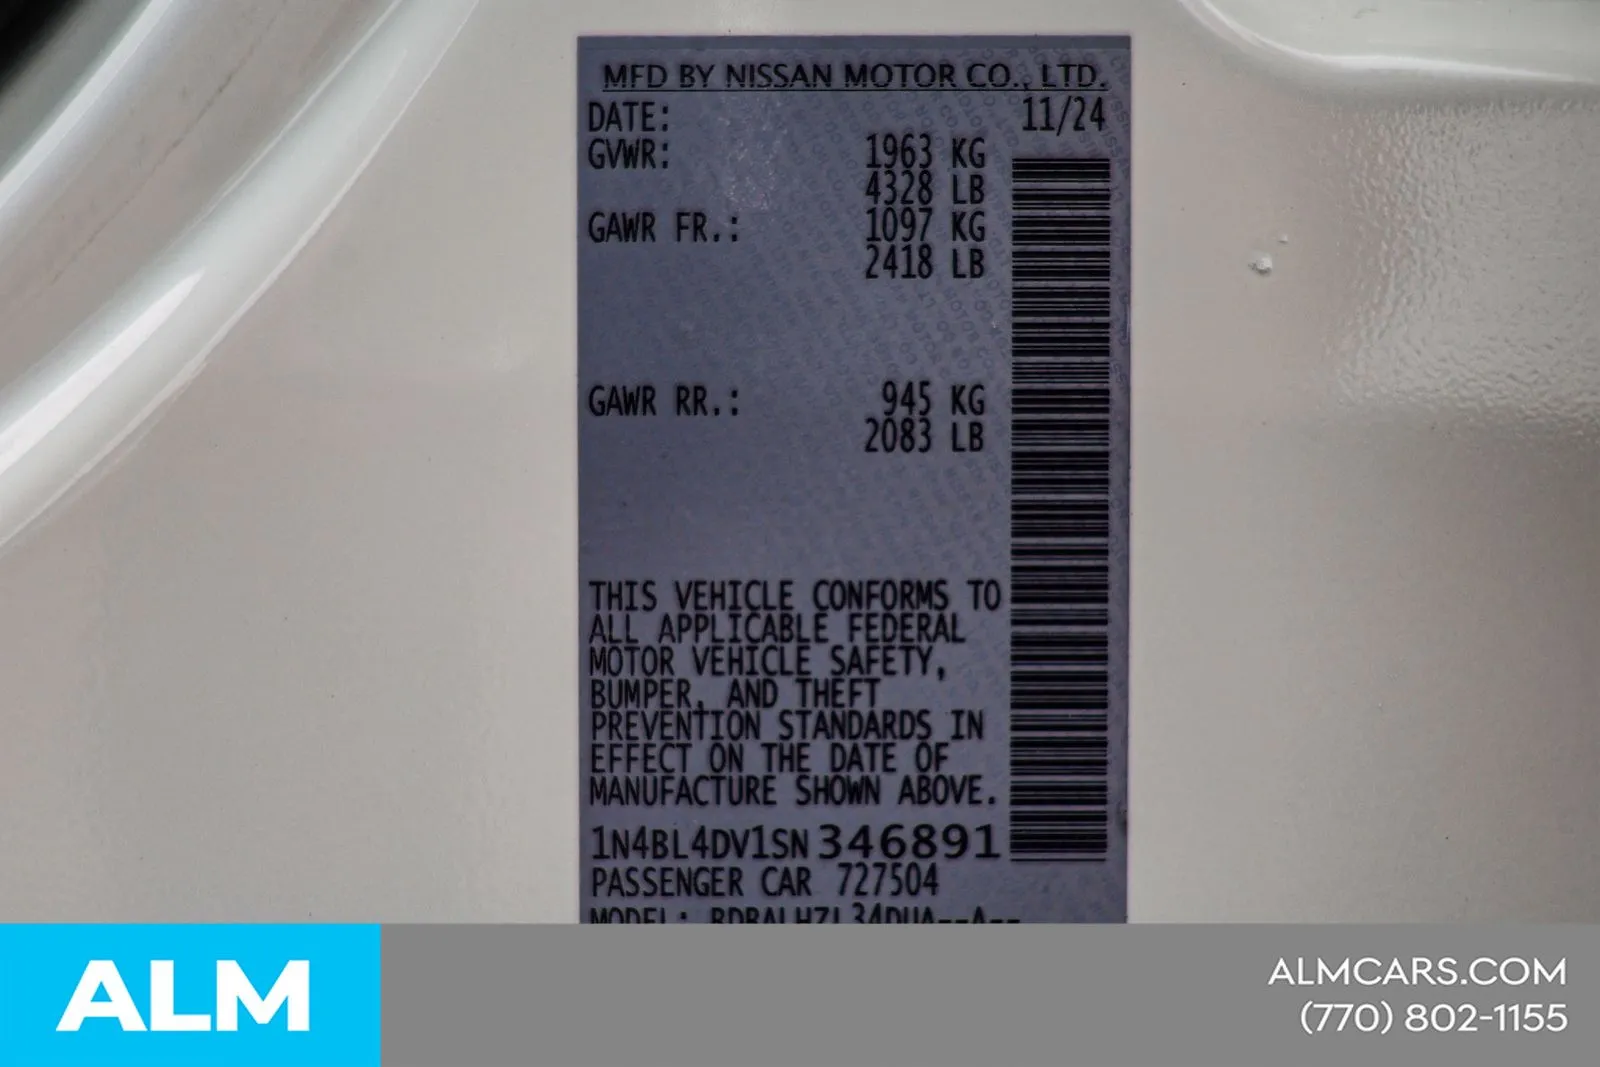 MFD BY NISSAN MOTOR CO., LTD.
DATE: 11/24
GVWR: 1963 KG
4328 LB
GAWR FR.: 1097 KG
2418 LB
GAWR RR.: 945 KG
2083 LB
THIS VEHICLE CONFORMS TO
ALL APPLICABLE FEDERAL
MOTOR VEHICLE SAFETY,
BUMPER, AND THEFT
PREVENTION STANDARDS IN
EFFECT ON THE DATE OF
MANUFACTURE SHOWN ABOVE.
1N4BL4DV1SN346891
PASSENGER CAR 727504
MODEL:
ALM
ALMCARS.COM
(770) 802-1155